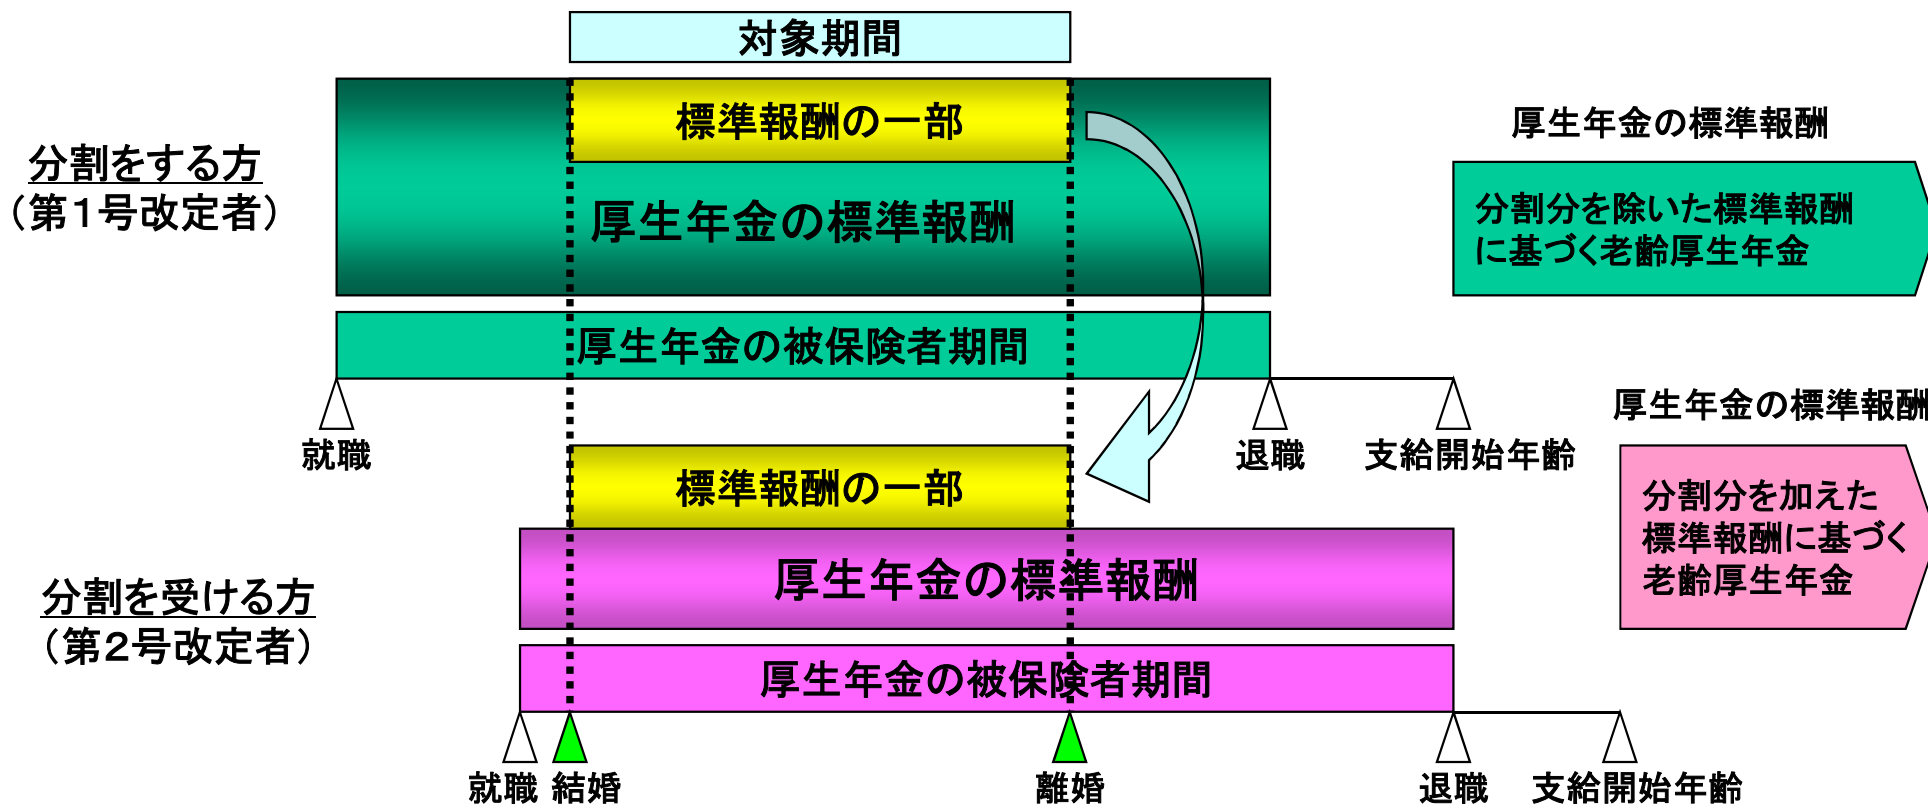 対象期間
標準報酬の一部
厚生年金の標準報酬
分割をする方
（第１号改定者）
厚生年金の標準報酬
分割分を除いた標準報酬
に基づく老齢厚生年金
厚生年金の被保険者期間
就職
退職
支給開始年齢
厚生年金の標準報酬
標準報酬の一部
分割分を加えた
標準報酬に基づく
老齢厚生年金
厚生年金の標準報酬
分割を受ける方
（第２号改定者）
厚生年金の被保険者期間
就職
結婚
離婚
退職
支給開始年齢